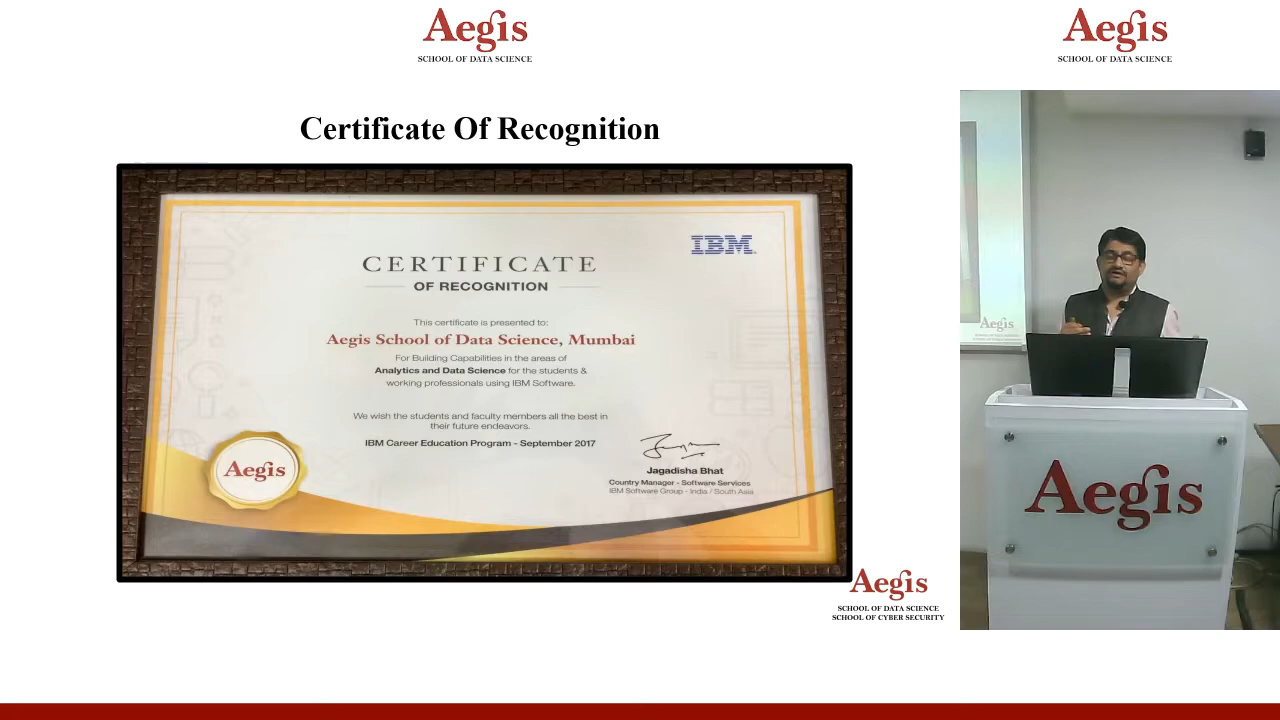 Aegis
SCHOOL OF DATA SCIENCE
Aegis
SCHOOL OF DATA SCIENCE
Certificate Of Recognition
IBM
CERTIFICATE
OF RECOGNITION
This certificate is presented to:
Aegis School of Data Science, Mumbai
For Building Capabilities in the areas of
Analytics and Data Science for the students &
working professionals using IBM Software.
We wish the students and faculty members all the best in
their future endeavors.
IBM Career Education Program - September 2017
Aegis
Jagadisha Bhat
Country Manager - Software Services
IBM Software Group - India / South Asia
Aegis
SCHOOL OF DATA SCIENCE
SCHOOL OF CYBER SECURITY
Aegis
Aegis